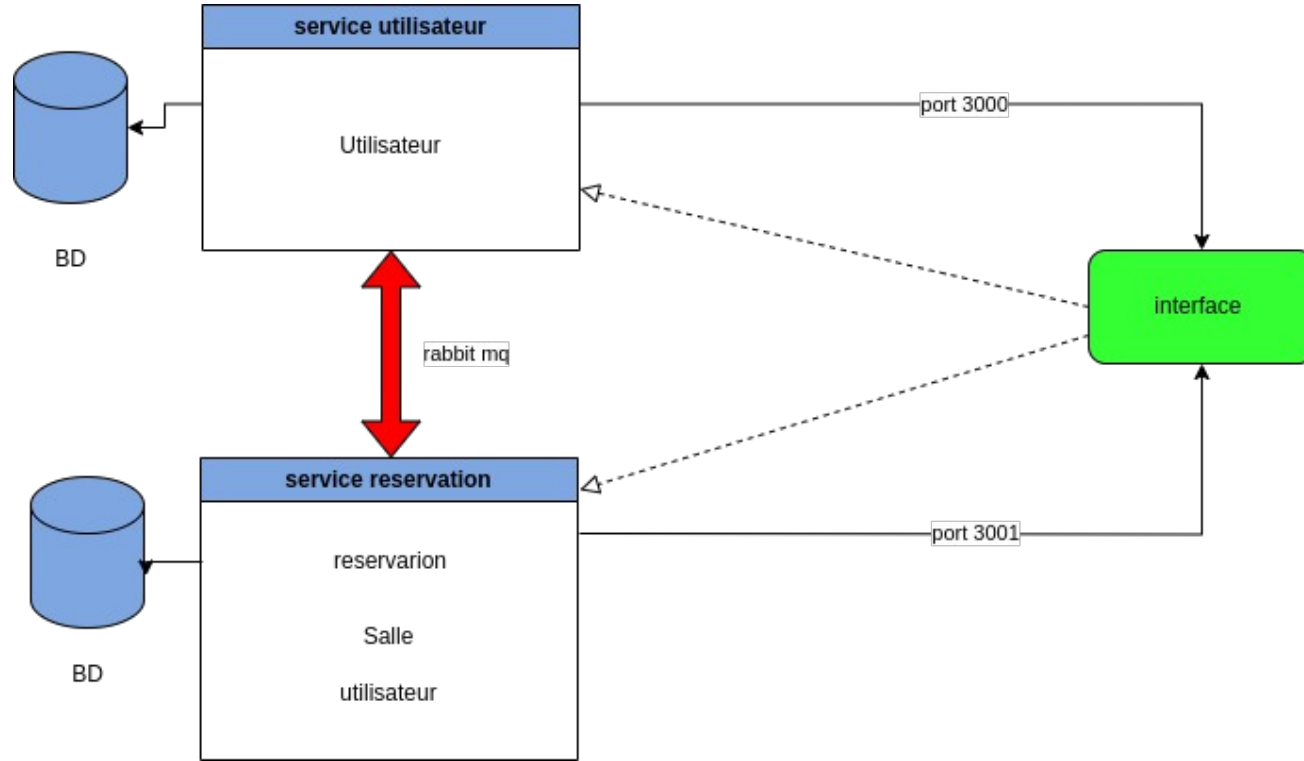 service utilisateur
Utilisateur
port 3000
BD
interface
rabbit mq
service reservation
reservarion
port 3001
Salle
utilisateur
BD